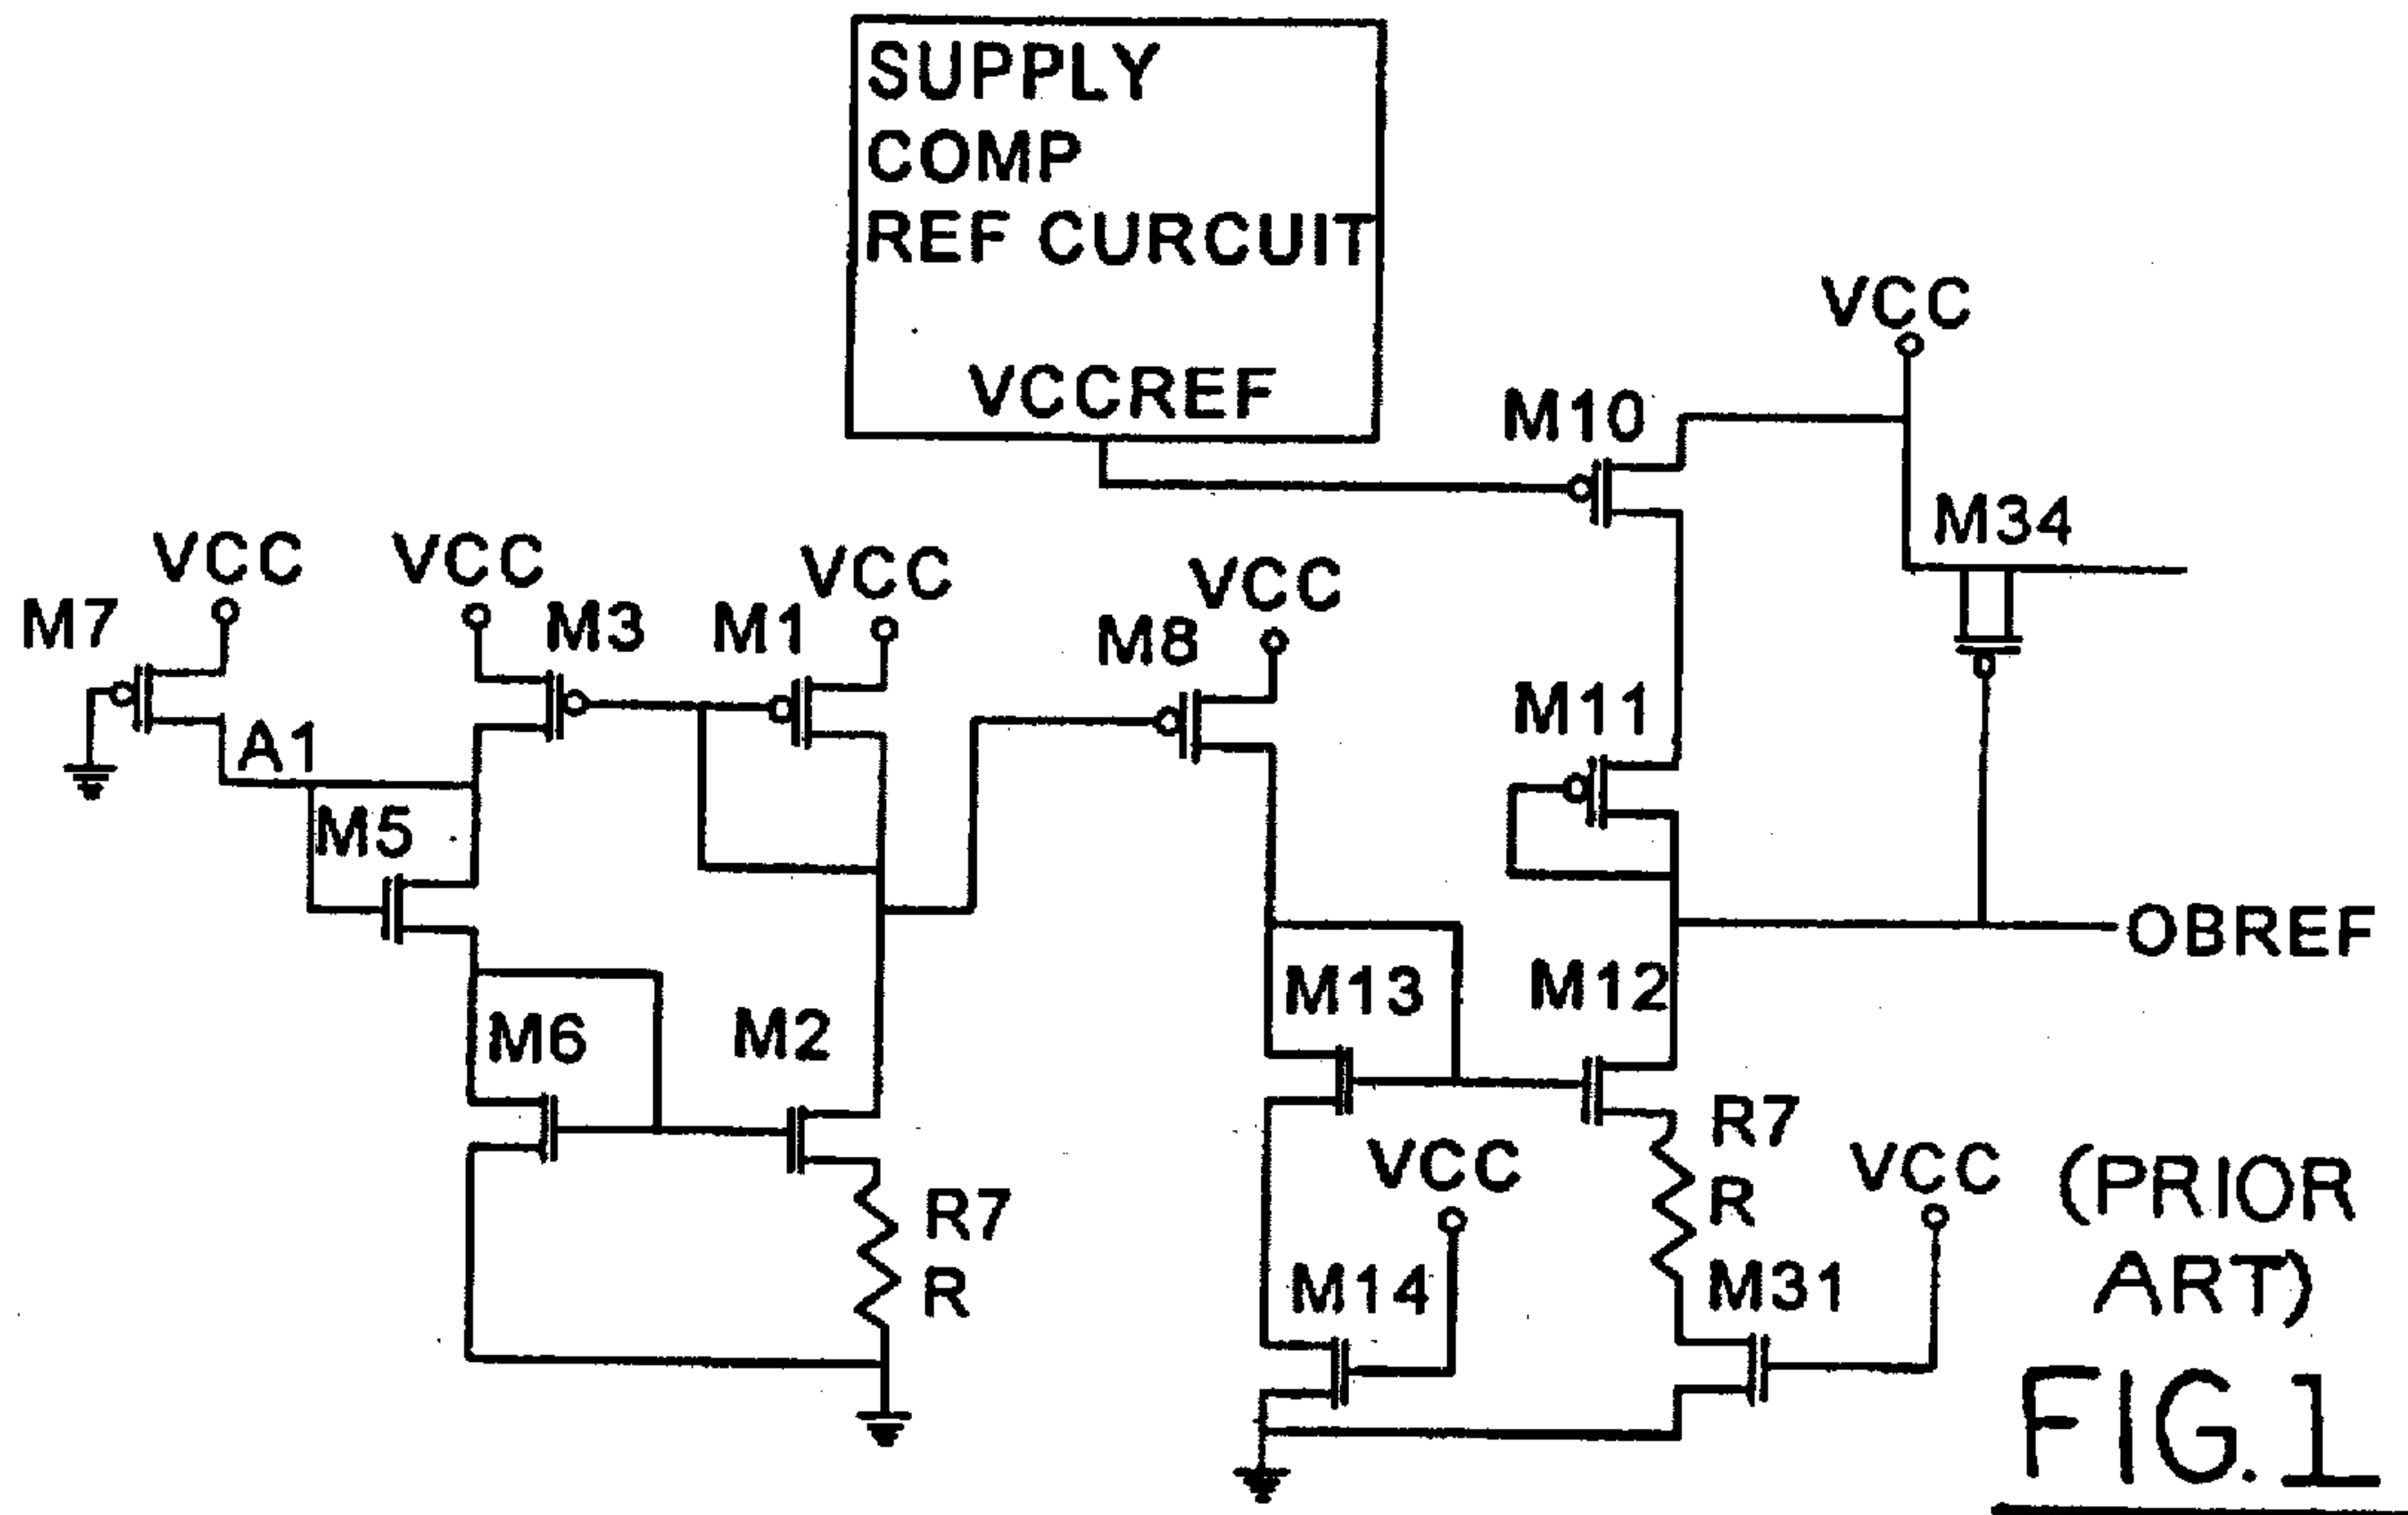 SUPPLY
COMP
REF CURCUIT
VCCREF
VCC
M10
M34
VCC
VCC
VCC
VCC
M7
M3
M1
M8
M11
A1
M5
OBREF
M13
M12
M6
M2
R7
R
VCC
VCC
R7
R
M14
M31
(PRIOR
ART)
FIG.1